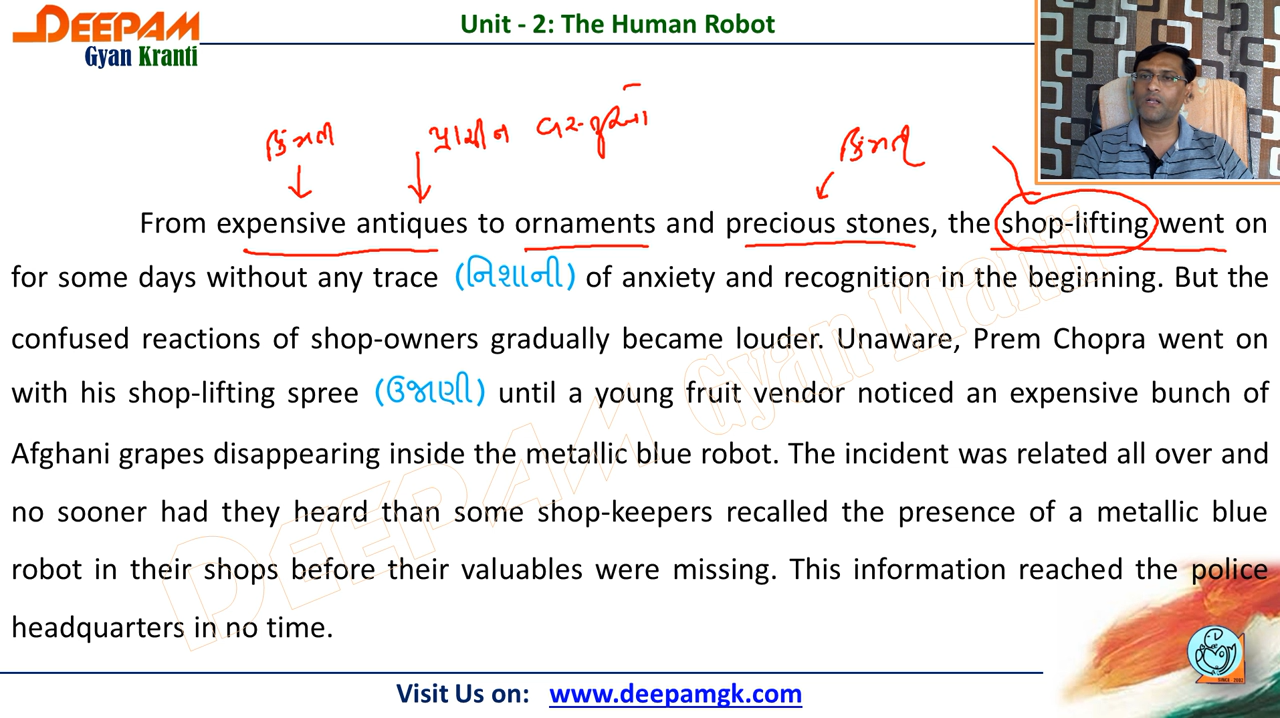 DEEPAM
Gyan Kranti
Unit - 2: The Human Robot
કિંમતી
પ્રાચીન વસ્તુઓ
કિંમતી
From expensive antiques to ornaments and precious stones, the shop-lifting went on
for some days without any trace (નિશાની) of anxiety and recognition in the beginning. But the
confused reactions of shop-owners gradually became louder. Unaware, Prem Chopra went on
with his shop-lifting spree (ઉજાણી) until a young fruit vendor noticed an expensive bunch of
Afghani grapes disappearing inside the metallic blue robot. The incident was related all over and
no sooner had they heard than some shop-keepers recalled the presence of a metallic blue
robot in their shops before their valuables were missing. This information reached the police
headquarters in no time.
DEEPAM Gyan Kranti
Visit Us on: www.deepamgk.com